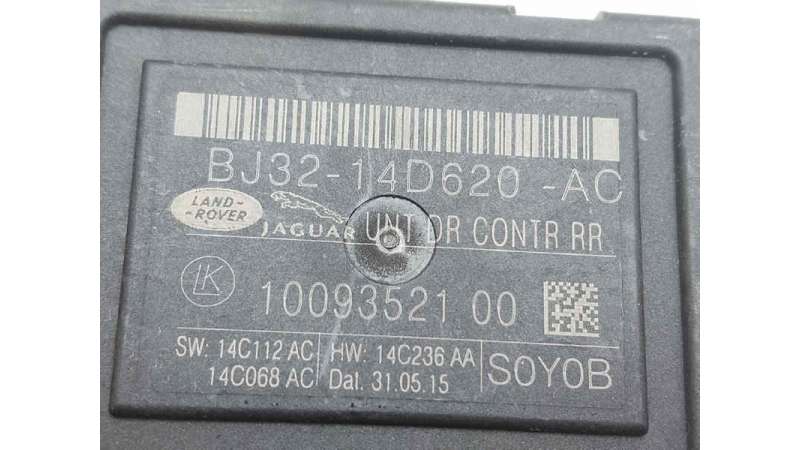 BJ32-14D620-AC
LAND-
-ROVER
JAGUAR UNT DR CONTR RR
LK 10093521 00
SW: 14C112 AC HW: 14C236 AA
14C068 AC Dat. 31.05.15 SOYOB